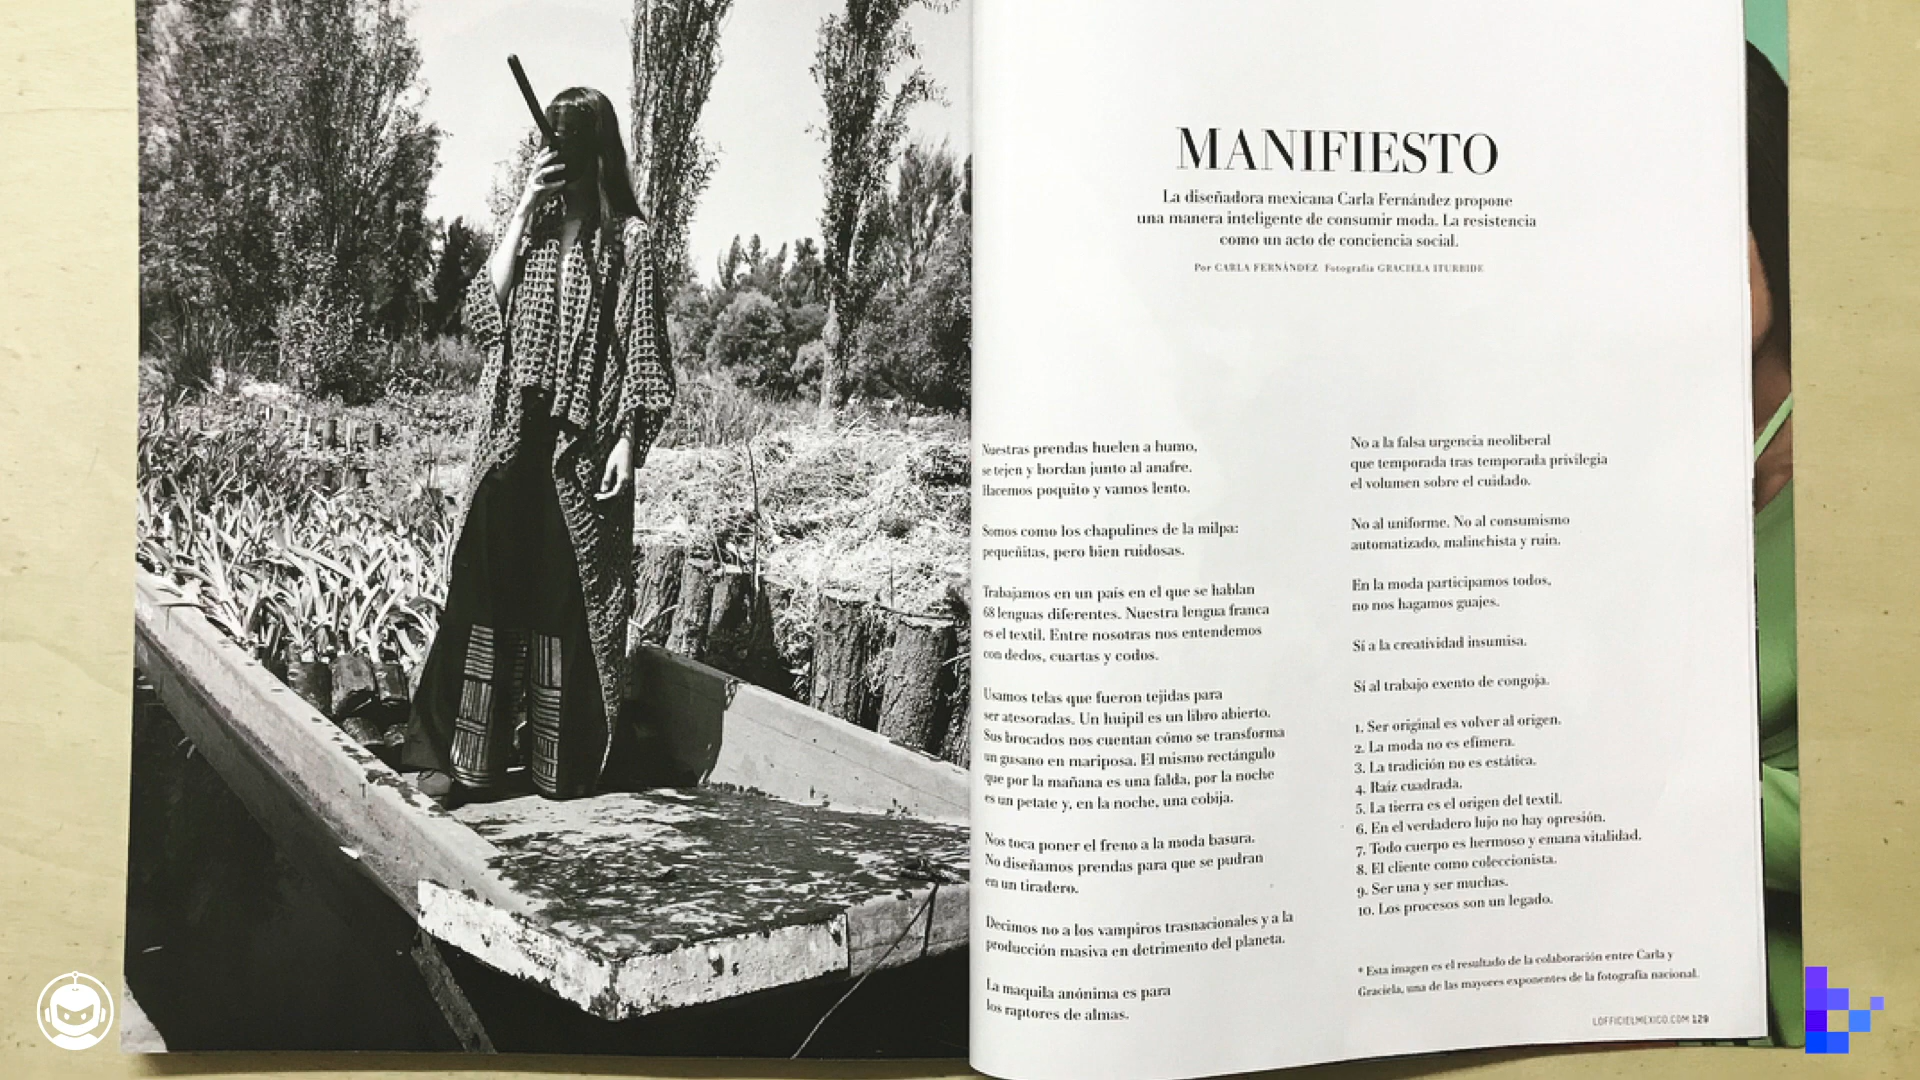 MANIFIESTO
La diseñadora mexicana Carla Fernández propone
una manera inteligente de consumir moda. La resistencia
como un acto de conciencia social.
Por CARLA FERNÁNDEZ Fotografía GRACIELA ITURBIDE
Nuestras prendas huelen a humo,
se tejen y bordan junto al anafre.
Hacemos poquito y vamos lento.
Somos como los chapulines de la milpa:
pequeñitas, pero bien ruidosas.
Trabajamos en un país en el que se hablan
68 lenguas diferentes. Nuestra lengua franca
es el textil. Entre nosotras nos entendemos
con dedos, cuartas y codos.
Usamos telas que fueron tejidas para
ser atesoradas. Un huipil es un libro abierto.
Sus brocados nos cuentan cómo se transforma
un gusano en mariposa. El mismo rectángulo
que por la mañana es una falda, por la noche
es un petate y, en la noche, una cobija.
Nos toca poner el freno a la moda basura.
No diseñamos prendas para que se pudran
en un tiradero.
Decimos no a los vampiros trasnacionales y a la
producción masiva en detrimento del planeta.
La maquila anónima es para
los raptores de almas.
No a la falsa urgencia neoliberal
que temporada tras temporada privilegia
el volumen sobre el cuidado.
No al uniforme. No al consumismo
automatizado, malinchista y ruin.
En la moda participamos todos,
no nos hagamos guajes.
Sí a la creatividad insumisa.
Sí al trabajo exento de congoja.
1. Ser original es volver al origen.
2. La moda no es efímera.
3. La tradición no es estática.
4. Raíz cuadrada.
5. La tierra es el origen del textil.
6. En el verdadero lujo no hay opresión.
7. Todo cuerpo es hermoso y emana vitalidad.
8. El cliente como coleccionista.
9. Ser una y ser muchas.
10. Los procesos son un legado.
* Esta imagen es el resultado de la colaboración entre Carla y
Graciela, una de las mayores exponentes de la fotografía nacional.
LOFFICIELMEXICO.COM 129